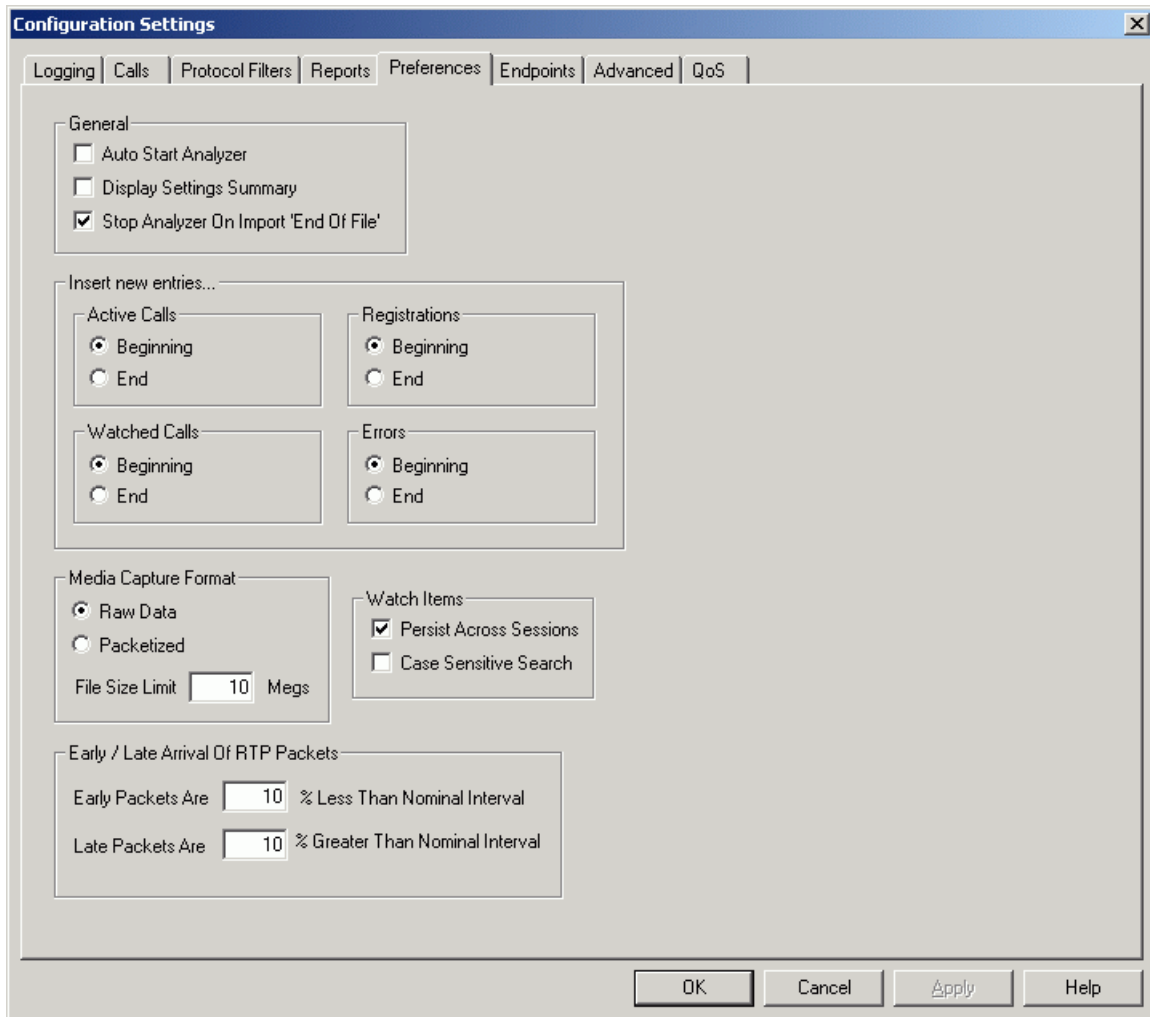 Configuration Settings
Logging Calls Protocol Filters Reports Preferences Endpoints Advanced QoS
General
Auto Start Analyzer
Display Settings Summary
Stop Analyzer On Import 'End Of File'
Insert new entries...
Active Calls
Beginning
End
Registrations
Beginning
End
Watched Calls
Beginning
End
Errors
Beginning
End
Media Capture Format
Raw Data
Packetized
File Size Limit 10 Megs
Watch Items
Persist Across Sessions
Case Sensitive Search
Early / Late Arrival Of RTP Packets
Early Packets Are 10 % Less Than Nominal Interval
Late Packets Are 10 % Greater Than Nominal Interval
OK Cancel Apply Help